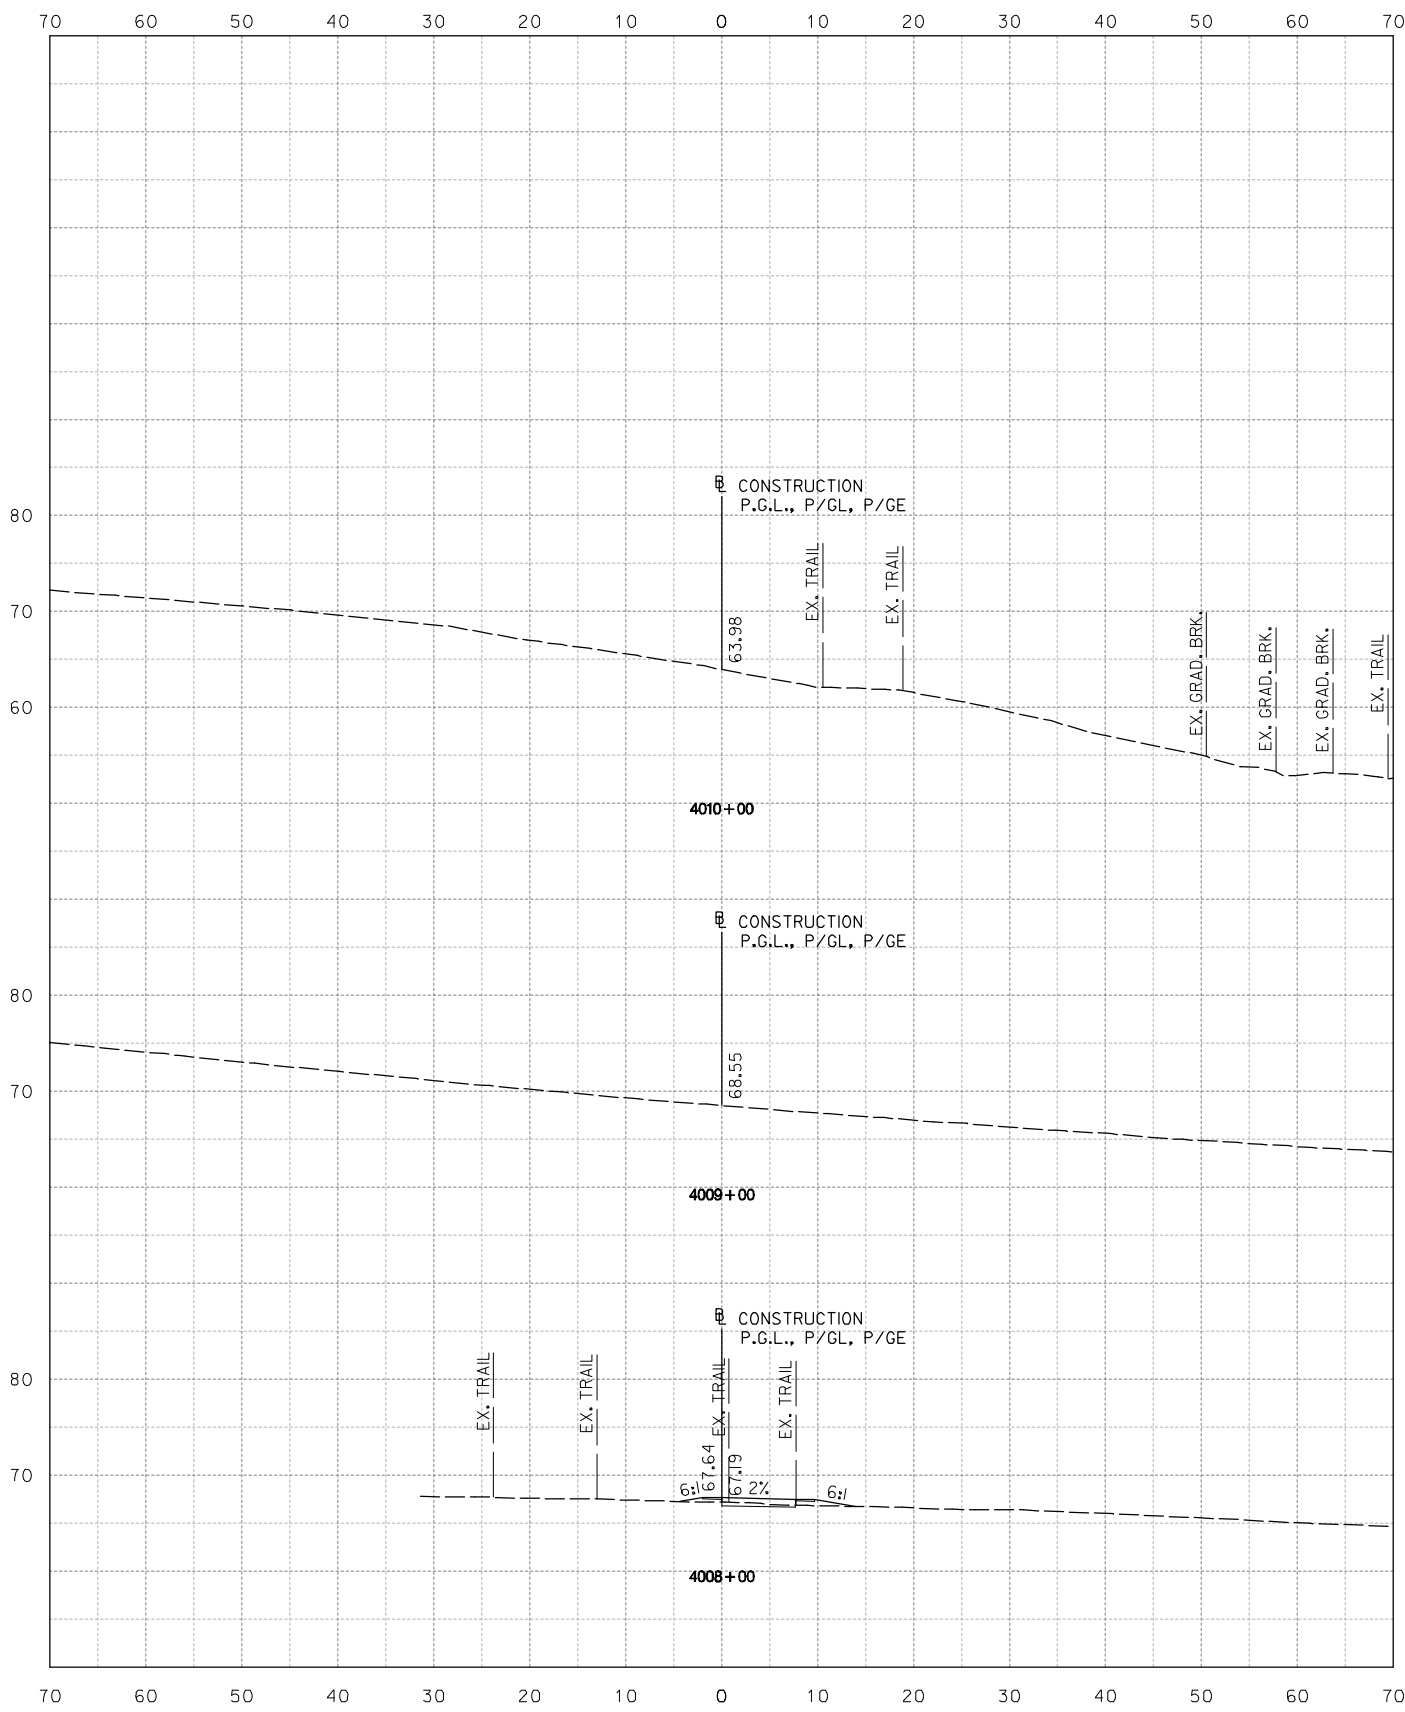 70 60 50 40 30 20 10 0 10 20 30 40 50 60 70
℄ CONSTRUCTION
P.G.L., P/GL, P/GE
80
EX. TRAIL
EX. TRAIL
70
63.98
EX. GRAD. BRK.
EX. GRAD. BRK.
EX. GRAD. BRK.
EX. TRAIL
60
4010+00
℄ CONSTRUCTION
P.G.L., P/GL, P/GE
80
68.55
70
4009+00
℄ CONSTRUCTION
P.G.L., P/GL, P/GE
EX. TRAIL
EX. TRAIL
EX. TRAIL
EX. TRAIL
80
70
67.64
67.19
6:1
2%
6:1
4008+00
70 60 50 40 30 20 10 0 10 20 30 40 50 60 70